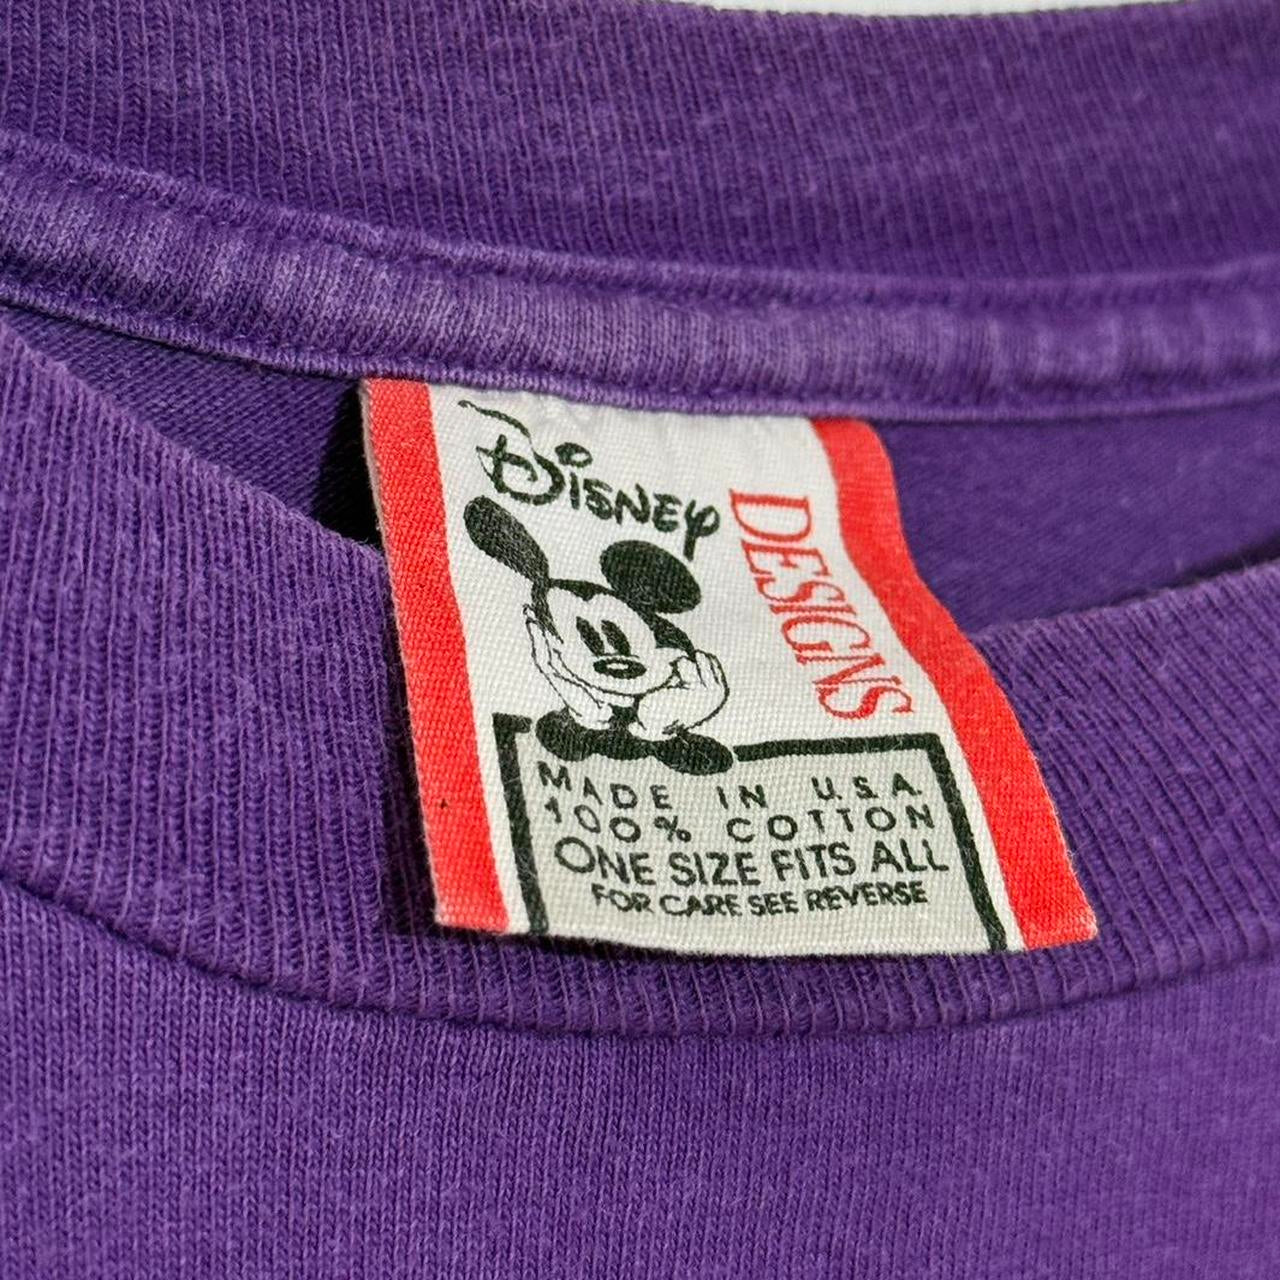 Disney
DESIGNS
MADE IN U.S.A.
100% COTTON
ONE SIZE FITS ALL
FOR CARE SEE REVERSE